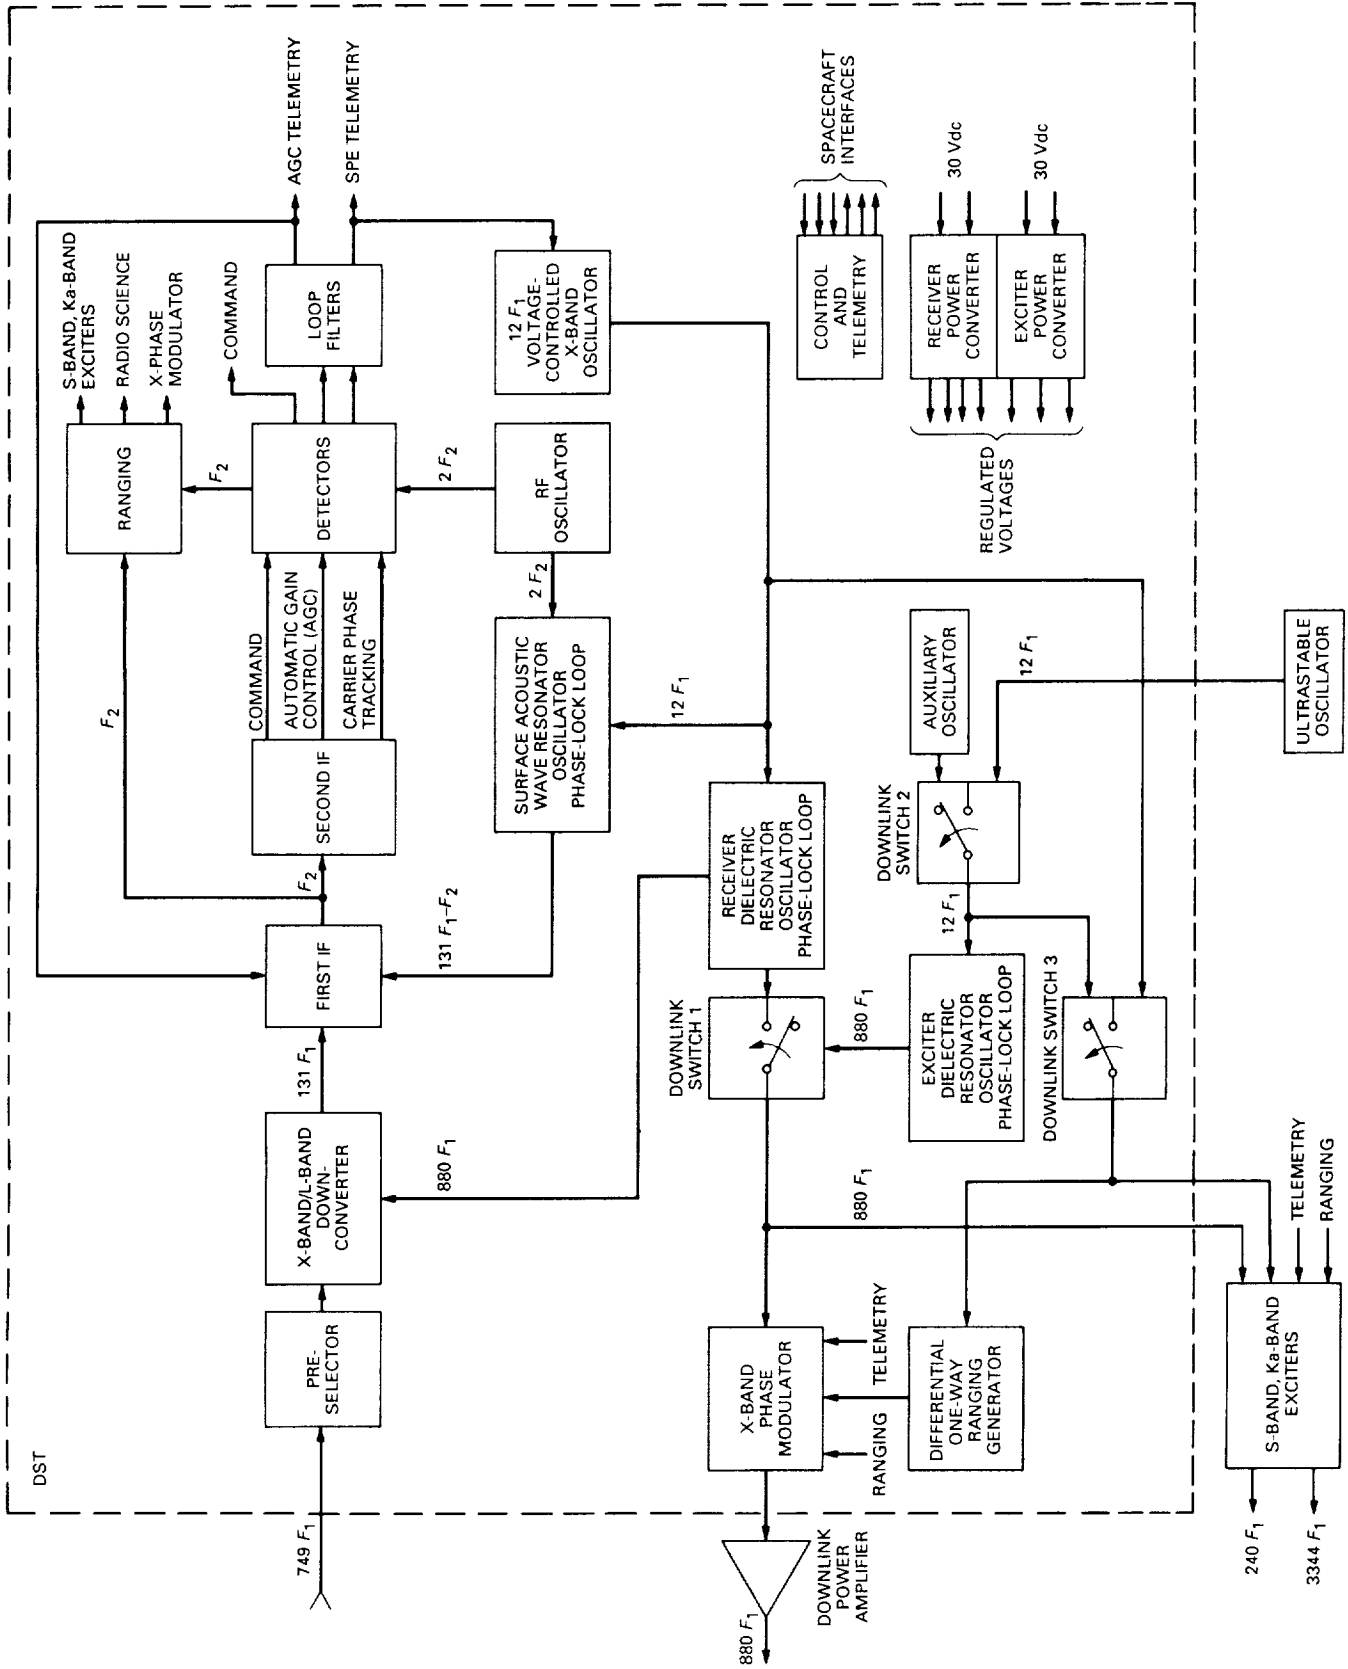 DST
749 F1
PRE-
SELECTOR
X-BAND/L-BAND
DOWN-
CONVERTER
131 F1
FIRST IF
F2
SECOND IF
F2
COMMAND
AUTOMATIC GAIN
CONTROL (AGC)
CARRIER PHASE
TRACKING
DETECTORS
F2
RANGING
S-BAND, Ka-BAND
EXCITERS
RADIO SCIENCE
X-PHASE
MODULATOR
COMMAND
LOOP
FILTERS
AGC TELEMETRY
SPE TELEMETRY
880 F1
131 F1-F2
SURFACE ACOUSTIC
WAVE RESONATOR
OSCILLATOR
PHASE-LOCK LOOP
2 F2
2 F2
RF
OSCILLATOR
12 F1
VOLTAGE-
CONTROLLED
X-BAND
OSCILLATOR
12 F1
880 F1
DOWNLINK
POWER
AMPLIFIER
X-BAND
PHASE
MODULATOR
RANGING
TELEMETRY
880 F1
DOWNLINK
SWITCH 1
RECEIVER
DIELECTRIC
RESONATOR
OSCILLATOR
PHASE-LOCK LOOP
CONTROL
AND
TELEMETRY
SPACECRAFT
INTERFACES
DIFFERENTIAL
ONE-WAY
RANGING
GENERATOR
880 F1
EXCITER
DIELECTRIC
RESONATOR
OSCILLATOR
PHASE-LOCK LOOP
12 F1
DOWNLINK
SWITCH 2
AUXILIARY
OSCILLATOR
12 F1
REGULATED
VOLTAGES
RECEIVER
POWER
CONVERTER
30 Vdc
EXCITER
POWER
CONVERTER
30 Vdc
DOWNLINK SWITCH 3
240 F1
3344 F1
S-BAND, Ka-BAND
EXCITERS
TELEMETRY
RANGING
ULTRASTABLE
OSCILLATOR